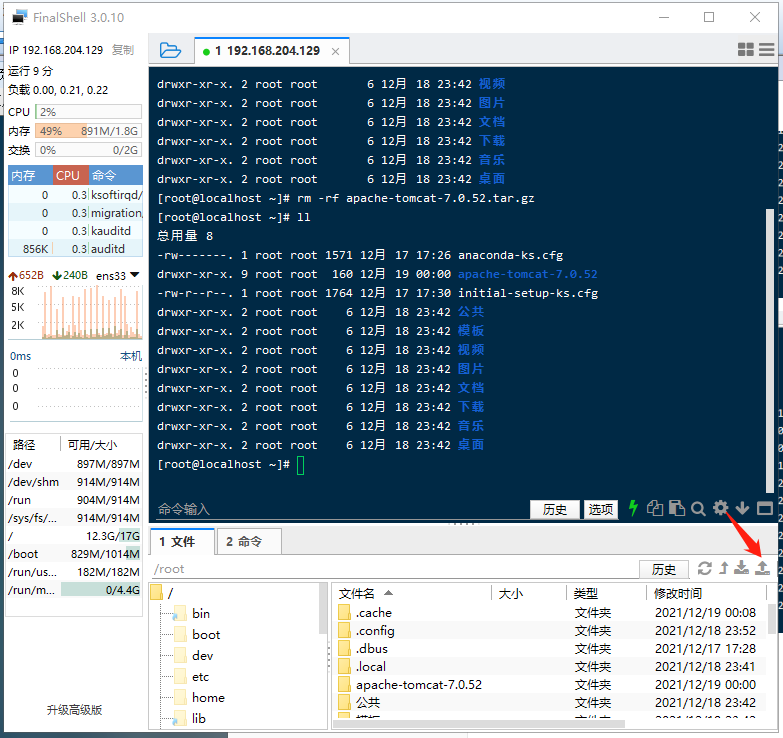 FinalShell 3.0.10
IP 192.168.204.129 复制
运行 9 分
负载 0.00, 0.21, 0.22
CPU 2%
内存 49% 891M/1.8G
交换 0% 0/2G
内存 CPU 命令
0 0.3 ksoftirqd/
0 0.3 migration
0 0.3 kauditd
856K 0.3 auditd
652B 240B ens33
8K
5K
2K
0ms 本机
0
0
0
路径 可用/大小
/dev 897M/897M
/dev/shm 914M/914M
/run 904M/914M
/sys/fs/... 914M/914M
/ 12.3G/17G
/boot 829M/1014M
/run/us... 182M/182M
/run/m... 0/4.4G
升级高级版
1 192.168.204.129
drwxr-xr-x. 2 root root 6 12月 18 23:42 视频
drwxr-xr-x. 2 root root 6 12月 18 23:42 图片
drwxr-xr-x. 2 root root 6 12月 18 23:42 文档
drwxr-xr-x. 2 root root 6 12月 18 23:42 下载
drwxr-xr-x. 2 root root 6 12月 18 23:42 音乐
drwxr-xr-x. 2 root root 6 12月 18 23:42 桌面
[root@localhost ~]# rm -rf apache-tomcat-7.0.52.tar.gz
[root@localhost ~]# ll
总用量 8
-rw-------. 1 root root 1571 12月 17 17:26 anaconda-ks.cfg
drwxr-xr-x. 9 root root 160 12月 19 00:00 apache-tomcat-7.0.52
-rw-r--r--. 1 root root 1764 12月 17 17:30 initial-setup-ks.cfg
drwxr-xr-x. 2 root root 6 12月 18 23:42 公共
drwxr-xr-x. 2 root root 6 12月 18 23:42 模板
drwxr-xr-x. 2 root root 6 12月 18 23:42 视频
drwxr-xr-x. 2 root root 6 12月 18 23:42 图片
drwxr-xr-x. 2 root root 6 12月 18 23:42 文档
drwxr-xr-x. 2 root root 6 12月 18 23:42 下载
drwxr-xr-x. 2 root root 6 12月 18 23:42 音乐
drwxr-xr-x. 2 root root 6 12月 18 23:42 桌面
[root@localhost ~]#
命令输入 历史 选项
1 文件 2 命令
/root 历史
/
bin
boot
dev
etc
home
lib
文件名 大小 类型 修改时间
.cache 文件夹 2021/12/19 00:08
.config 文件夹 2021/12/18 23:52
.dbus 文件夹 2021/12/17 17:28
.local 文件夹 2021/12/18 23:41
apache-tomcat-7.0.52 文件夹 2021/12/19 00:00
公共 文件夹 2021/12/18 23:42